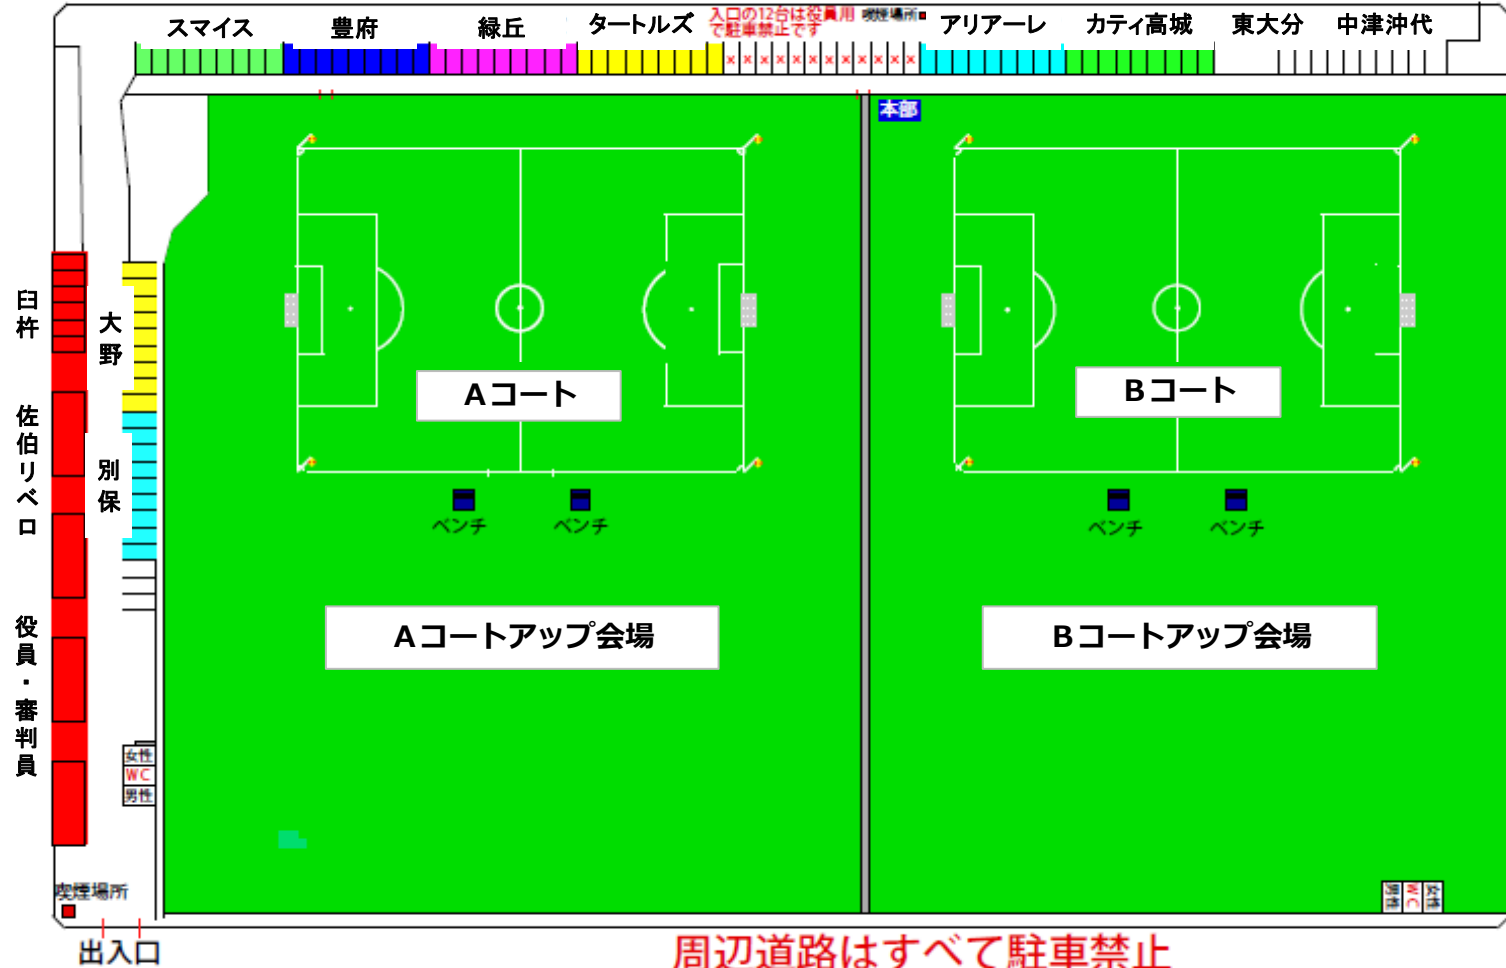 スマイス
豊府
緑丘
タートルズ
入口の12台は役員用
で駐車禁止です
喫煙場所
アリアーレ
カティ高城
東大分
中津沖代
××××××××××××
本部
臼杵
大野
佐伯リベロ
別保
役員・審判員
Aコート
Bコート
ベンチ
ベンチ
ベンチ
ベンチ
Aコートアップ会場
Bコートアップ会場
女性
WC
男性
喫煙場所
出入口
男性
WC
女性
周辺道路はすべて駐車禁止